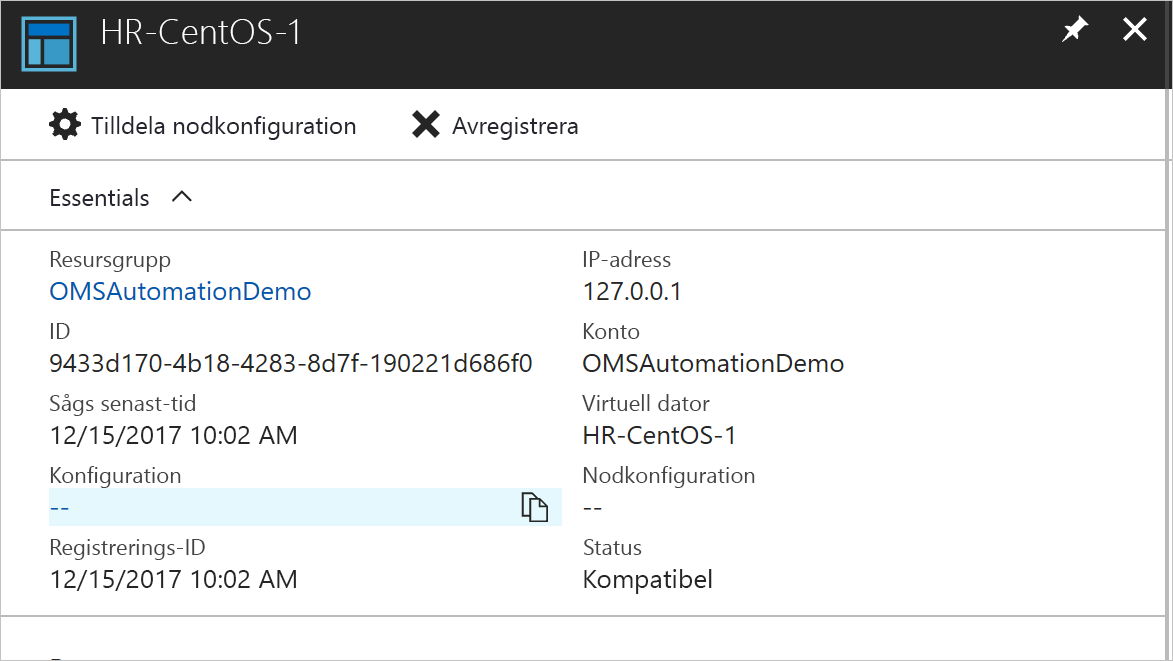 HR-CentOS-1
Tilldela nodkonfiguration
Avregistrera
Essentials
Resursgrupp
OMSAutomationDemo
IP-adress
127.0.0.1
ID
9433d170-4b18-4283-8d7f-190221d686f0
Konto
OMSAutomationDemo
Sågs senast-tid
12/15/2017 10:02 AM
Virtuell dator
HR-CentOS-1
Konfiguration
--
Nodkonfiguration
--
Registrerings-ID
12/15/2017 10:02 AM
Status
Kompatibel